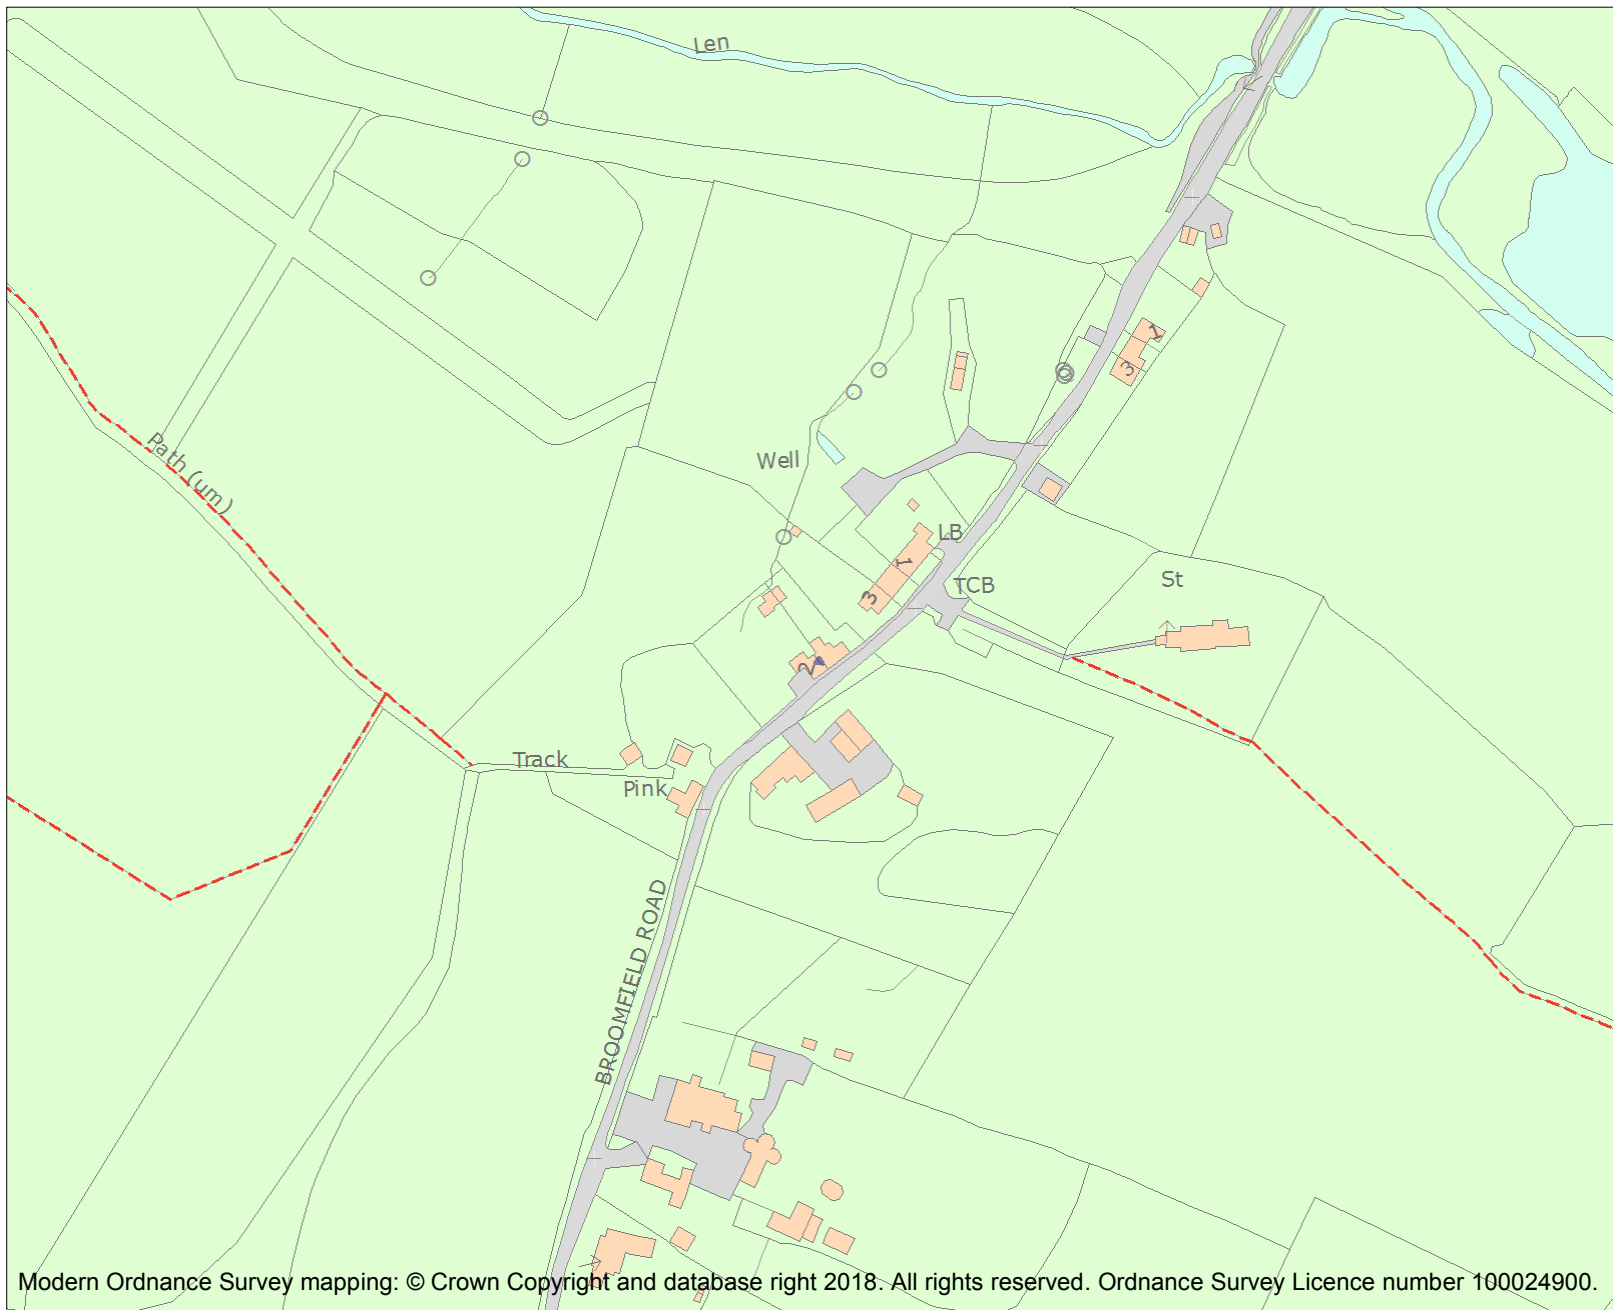 Len
1
3
Path (um)
Well
LB
1
3
TCB
St
2
Track
Pink
BROOMFIELD ROAD
Modern Ordnance Survey mapping: © Crown Copyright and database right 2018. All rights reserved. Ordnance Survey Licence number 100024900.